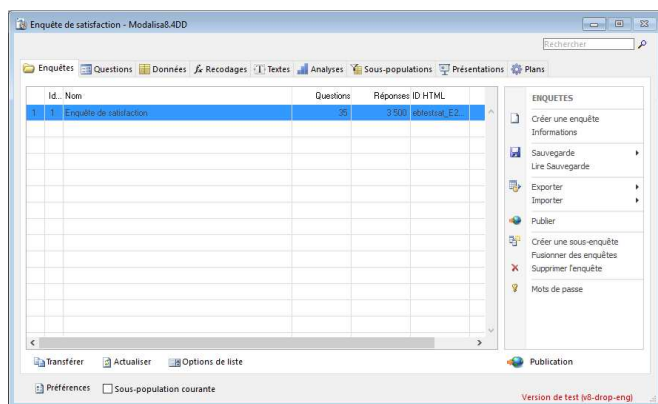 Enquête de satisfaction - Modalisa8.4DD
Rechercher
Enquêtes Questions Données fx Recodages T Textes Analyses Sous-populations Présentations Plans
Id... Nom Questions Réponses ID HTML
1 1 Enquête de satisfaction 35 3 500 ebtestsat_E2...
ENQUETES
Créer une enquête
Informations
Sauvegarde
Lire Sauvegarde
Exporter
Importer
Publier
Créer une sous-enquête
Fusionner des enquêtes
Supprimer l'enquête
Mots de passe
Transférer Actualiser Options de liste Publication
Préférences Sous-population courante
Version de test (v8-drop-eng)